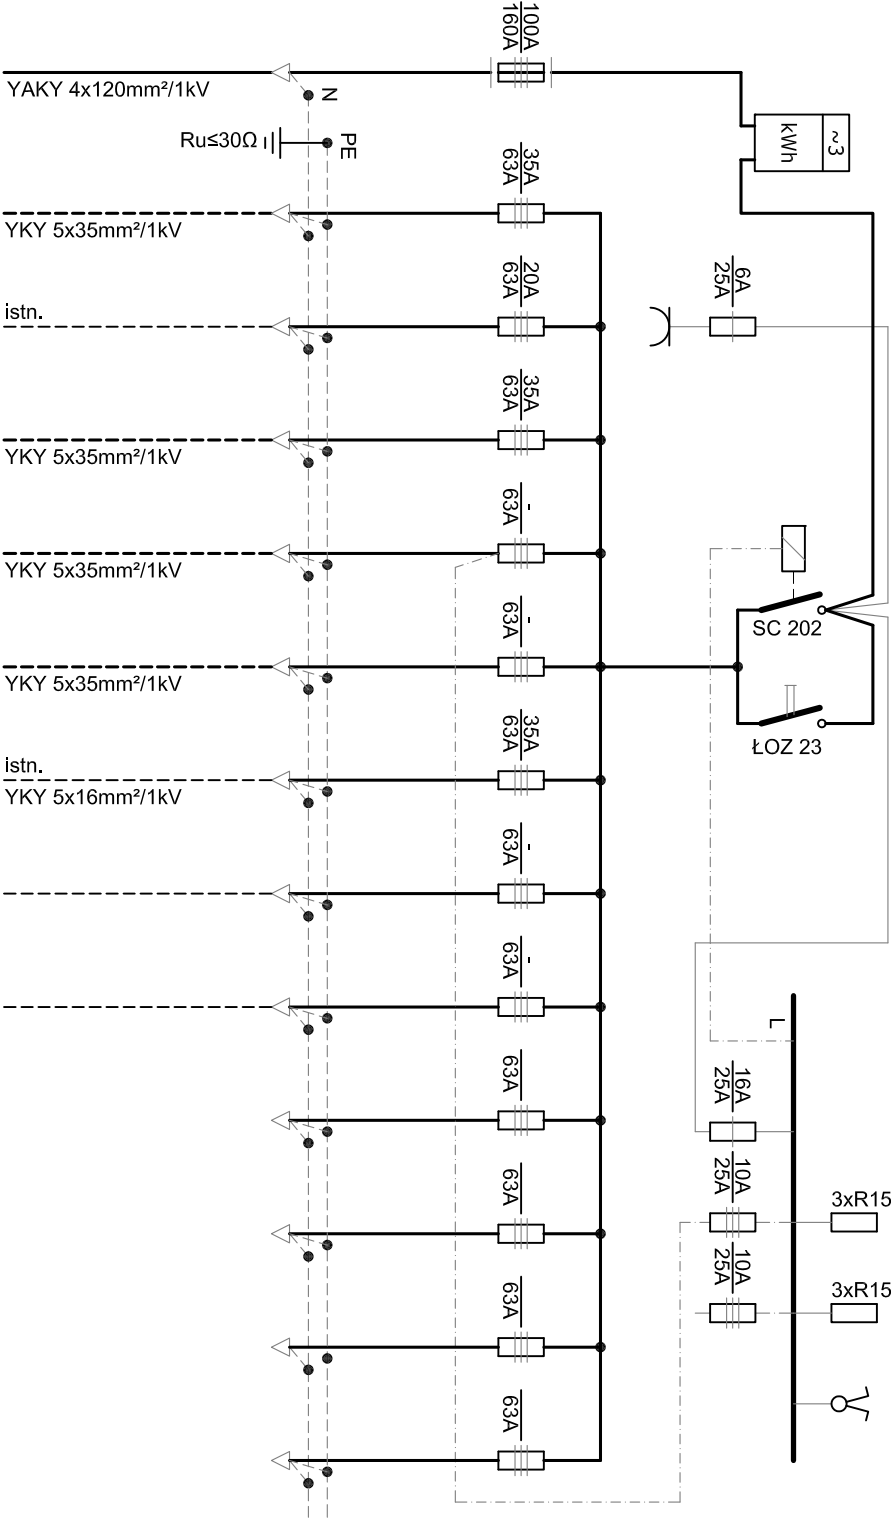 100A
160A
YAKY 4x120mm²/1kV
N
~3
kWh
Ru≤30Ω
PE
35A
63A
YKY 5x35mm²/1kV
6A
25A
20A
63A
istn.
35A
63A
YKY 5x35mm²/1kV
-
63A
YKY 5x35mm²/1kV
-
63A
SC 202
YKY 5x35mm²/1kV
35A
63A
ŁOZ 23
istn.
YKY 5x16mm²/1kV
-
63A
-
63A
L
63A
16A
25A
63A
10A
25A
3xR15
63A
10A
25A
3xR15
63A